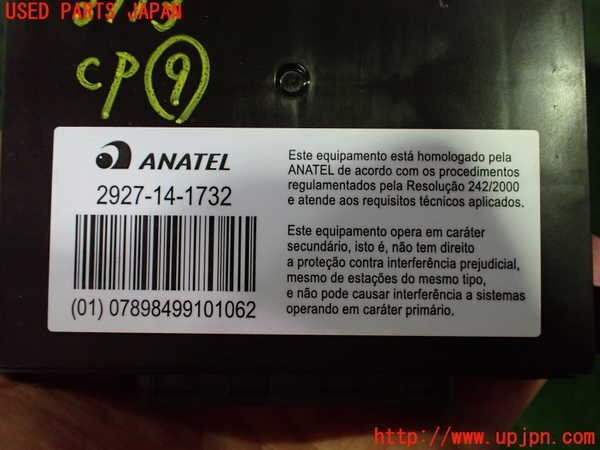 USED PARTS JAPAN
CP⑨
ANATEL
2927-14-1732
(01) 07898499101062
Este equipamento está homologado pela
ANATEL de acordo com os procedimentos
regulamentados pela Resolução 242/2000
e atende aos requisitos técnicos aplicados.
Este equipamento opera em caráter
secundário, isto é, não tem direito
a proteção contra interferência prejudicial,
mesmo de estações do mesmo tipo,
e não pode causar interferência a sistemas
operando em caráter primário.
http://www.upjpn.com/